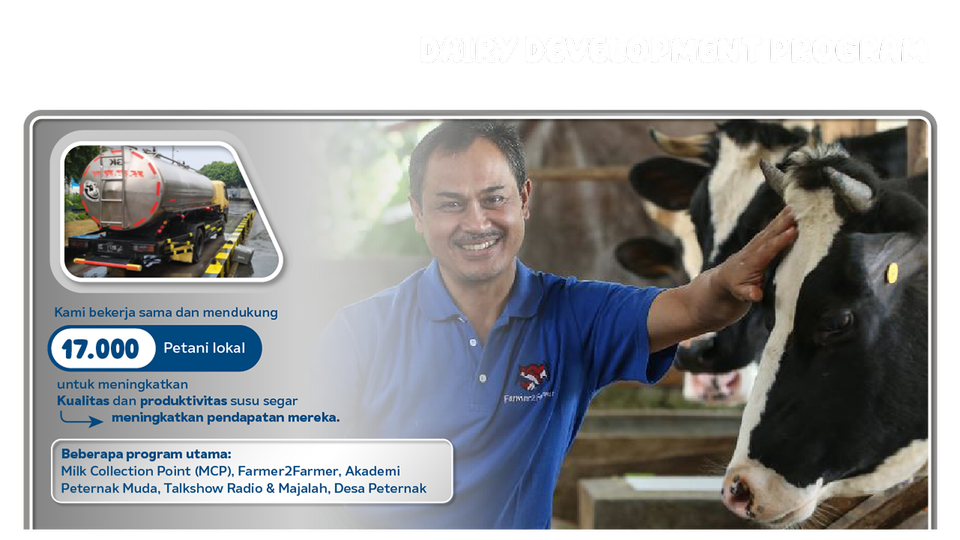 DAIRY DEVELOPMENT PROGRAM
Kami bekerja sama dan mendukung
17.000 Petani lokal
untuk meningkatkan
Kualitas dan produktivitas susu segar
meningkatkan pendapatan mereka.
Beberapa program utama:
Milk Collection Point (MCP), Farmer2Farmer, Akademi
Peternak Muda, Talkshow Radio & Majalah, Desa Peternak
Farmer2Farmer